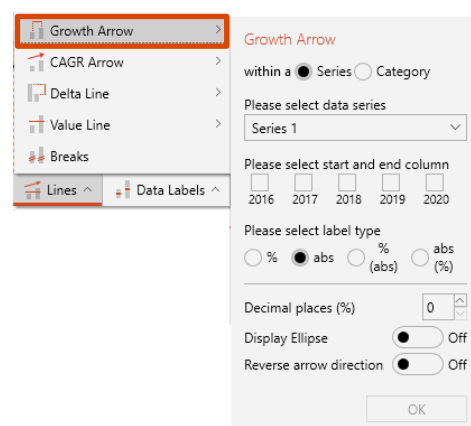 Growth Arrow >
CAGR Arrow >
Delta Line >
Value Line >
Breaks
Lines ^ Data Labels ^
Growth Arrow
within a Series Category
Please select data series
Series 1
Please select start and end column
2016 2017 2018 2019 2020
Please select label type
% abs % (abs) abs (%)
Decimal places (%) 0
Display Ellipse Off
Reverse arrow direction Off
OK